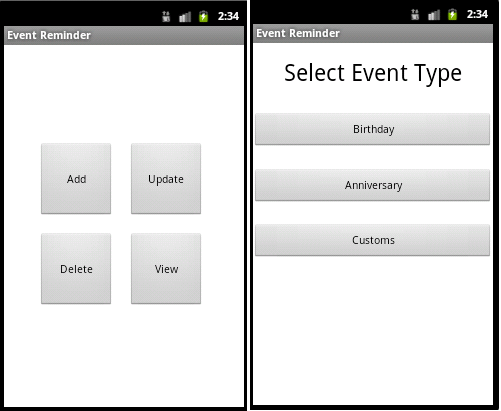 2:34
Event Reminder
Add
Update
Delete
View
2:34
Event Reminder
Select Event Type
Birthday
Anniversary
Customs